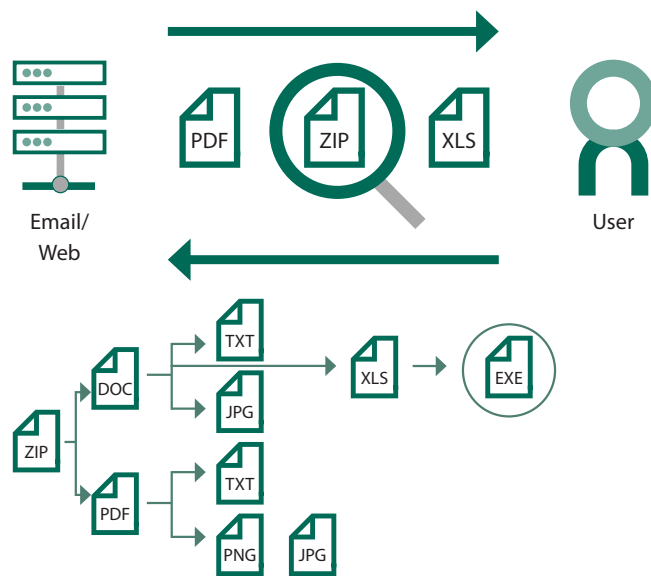 PDF
ZIP
XLS
Email/
Web
User
TXT
DOC
XLS
EXE
JPG
ZIP
TXT
PDF
PNG
JPG